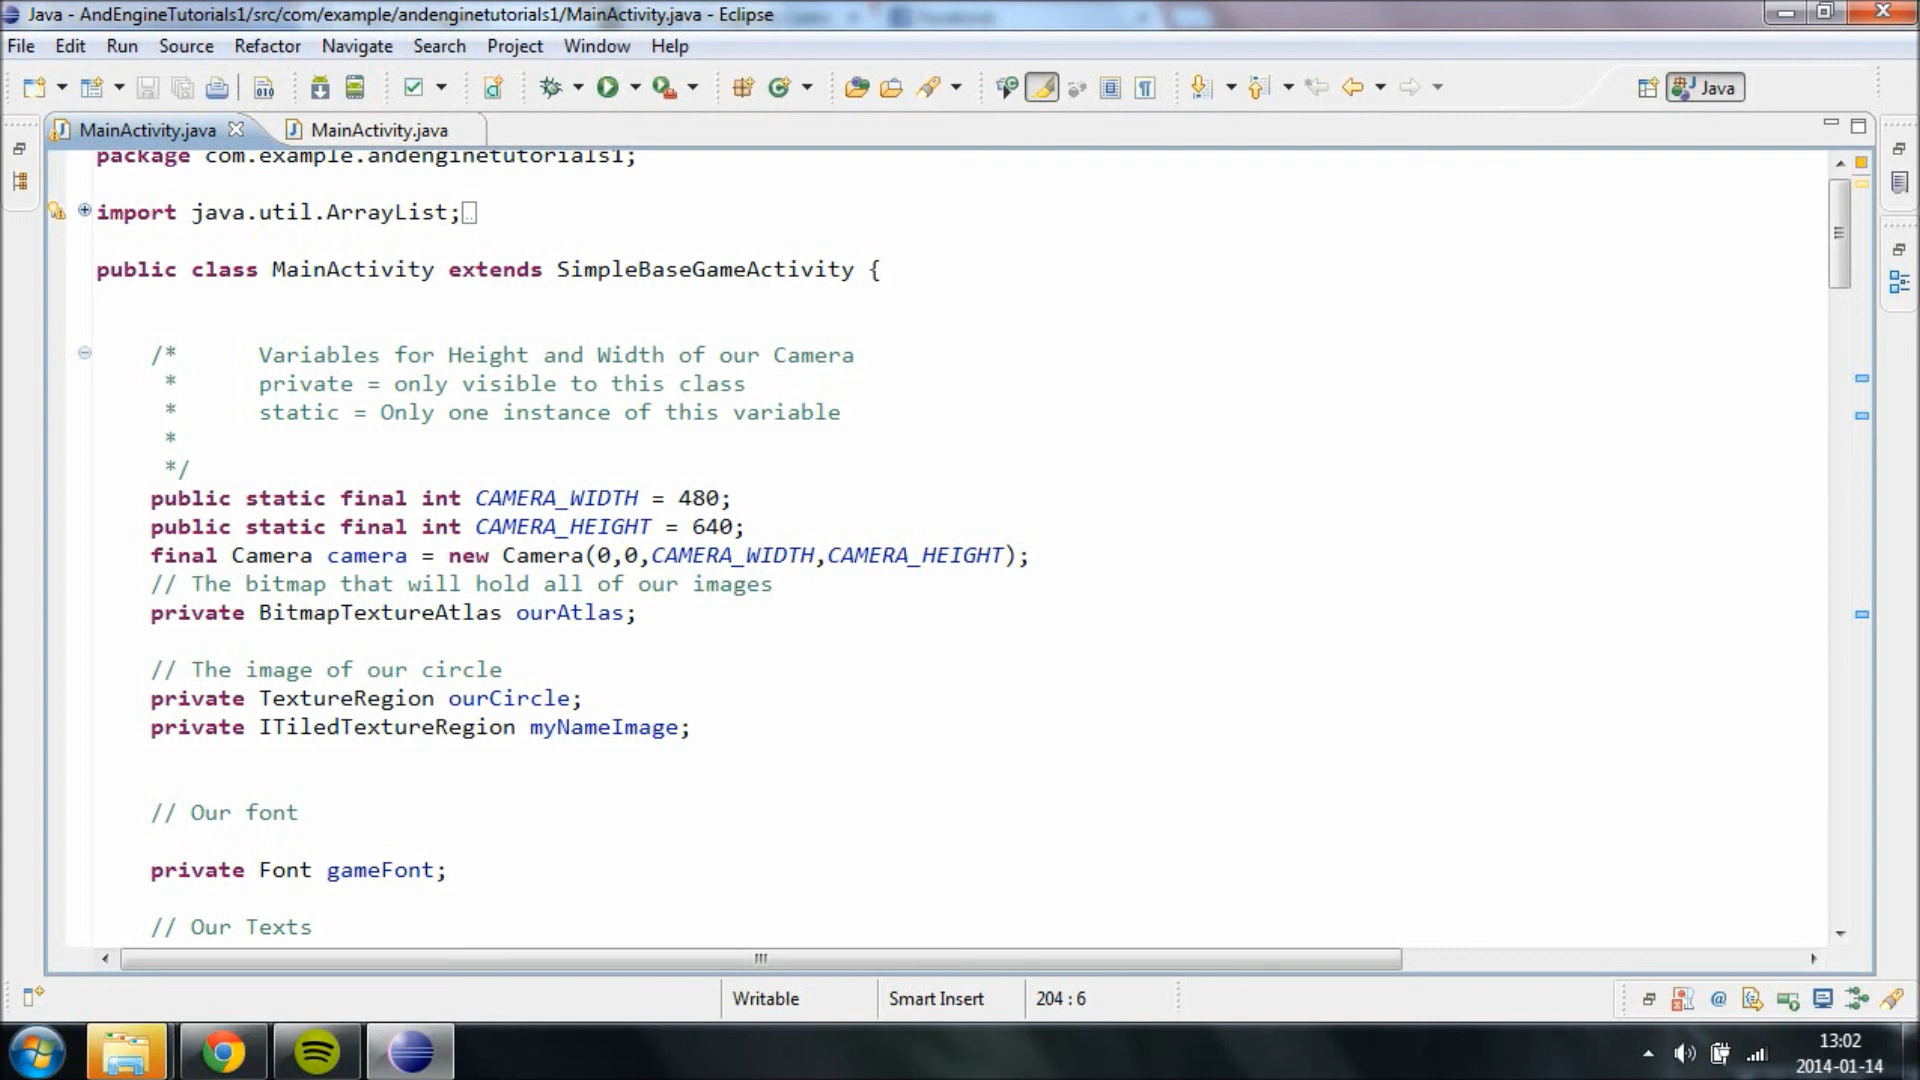 Java - AndEngineTutorials1/src/com/example/andenginetutorials1/MainActivity.java - Eclipse
File Edit Run Source Refactor Navigate Search Project Window Help
Java
MainActivity.java MainActivity.java
package com.example.andenginetutorials1;
import java.util.ArrayList;
public class MainActivity extends SimpleBaseGameActivity {
/* Variables for Height and Width of our Camera
* private = only visible to this class
* static = Only one instance of this variable
*
*/
public static final int CAMERA_WIDTH = 480;
public static final int CAMERA_HEIGHT = 640;
final Camera camera = new Camera(0,0,CAMERA_WIDTH,CAMERA_HEIGHT);
// The bitmap that will hold all of our images
private BitmapTextureAtlas ourAtlas;
// The image of our circle
private TextureRegion ourCircle;
private ITiledTextureRegion myNameImage;
// Our font
private Font gameFont;
// Our Texts
Writable Smart Insert 204 : 6
13:02
2014-01-14